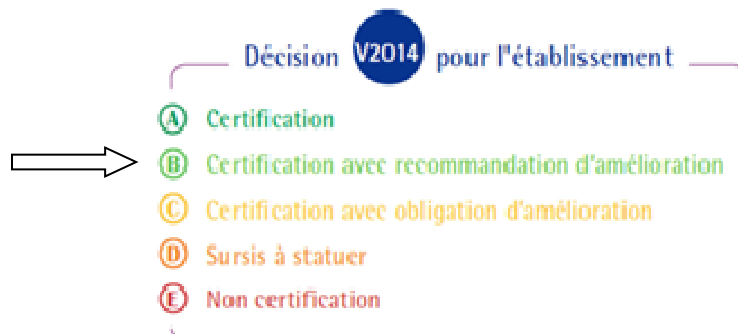 Décision V2014 pour l'établissement
A Certification
B Certification avec recommandation d'amélioration
C Certification avec obligation d'amélioration
D Sursis à statuer
E Non certification